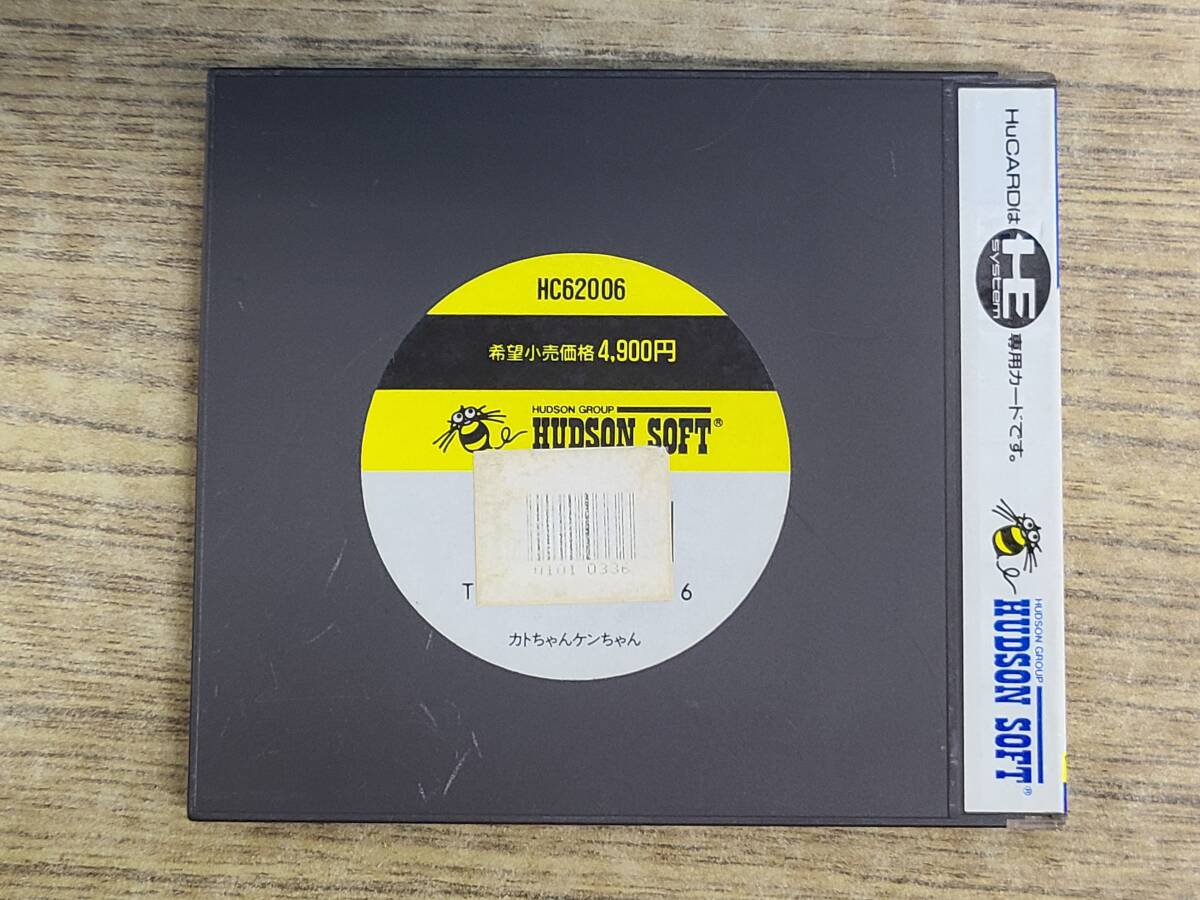 HC62006
希望小売価格 4,900円
HUDSON GROUP
HUDSON SOFT®
T 6
カトちゃんケンちゃん
HuCARDは HE system 専用カードです。
HUDSON GROUP
HUDSON SOFT®